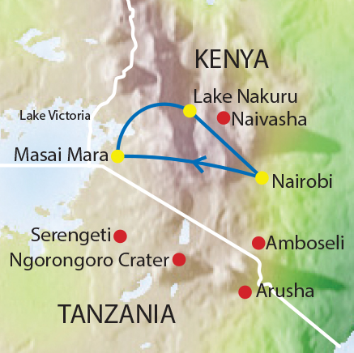 KENYA
Lake Nakuru
Lake Victoria
Naivasha
Masai Mara
Nairobi
Serengeti
Amboseli
Ngorongoro Crater
Arusha
TANZANIA